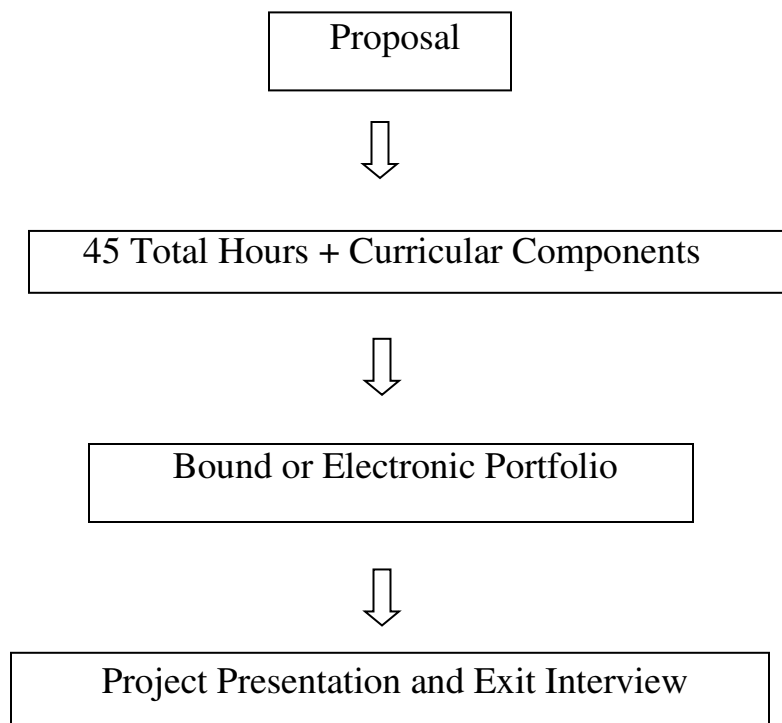 Proposal
45 Total Hours + Curricular Components
Bound or Electronic Portfolio
Project Presentation and Exit Interview